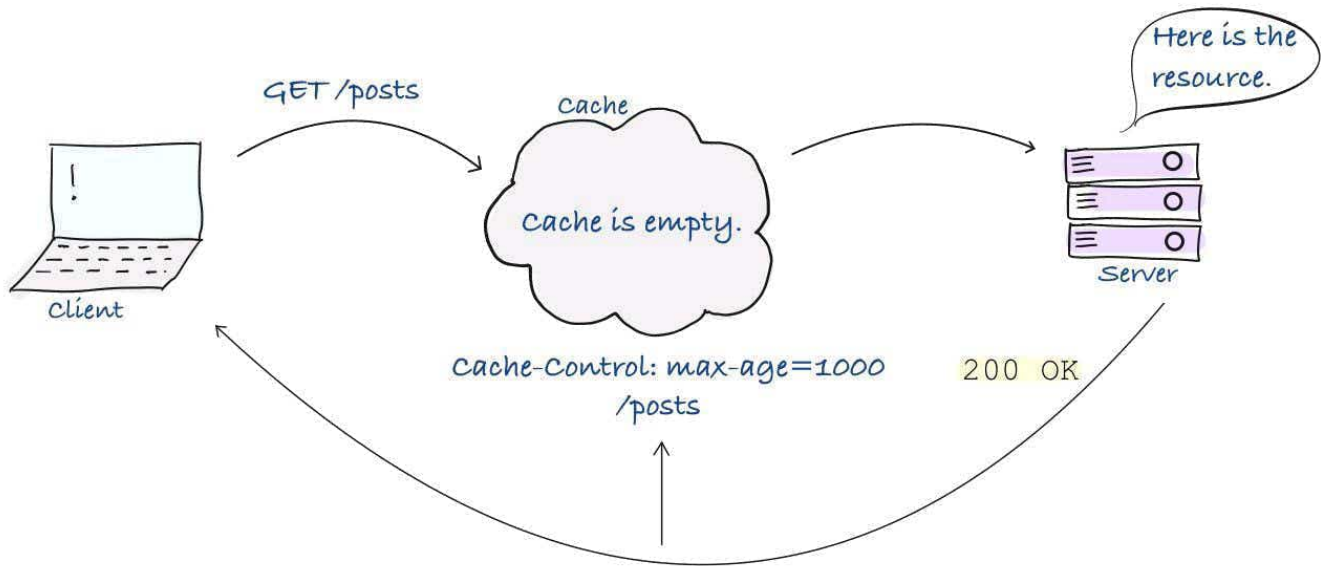 Here is the
resource.
GET /posts
Cache
Cache is empty.
Client
Server
Cache-Control: max-age=1000
/posts
200 OK